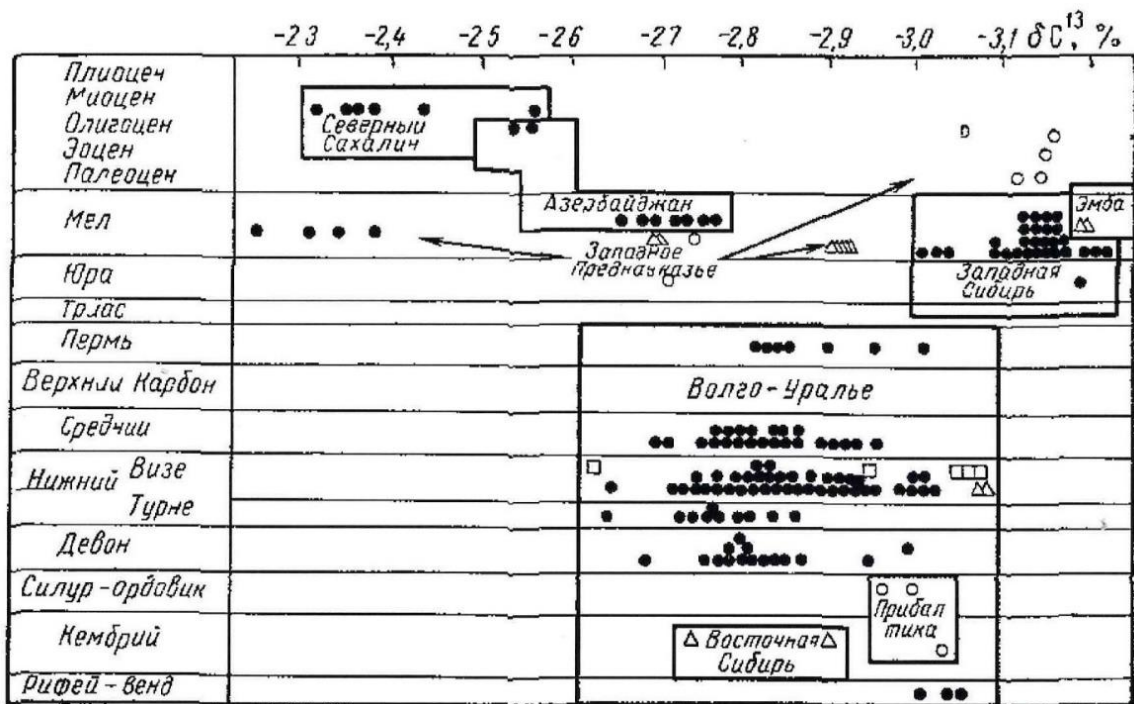 -2,3 -2,4 -2,5 -2,6 -2,7 -2,8 -2,9 -3,0 -3,1 δC¹³, %
Плиоцен
Миоцен
Олигоцен
Эоцен
Палеоцен
Северный
Сахалин
Мел
Азербайджан
Эмба
Западное
Предкавказье
Юра
Западная
Сибирь
Триас
Пермь
Верхний Карбон
Волго-Уралье
Средний
Нижний Визе
Турне
Девон
Силур-ордовик
Прибал
тика
Кембрий
Восточная
Сибирь
Рифей-венд